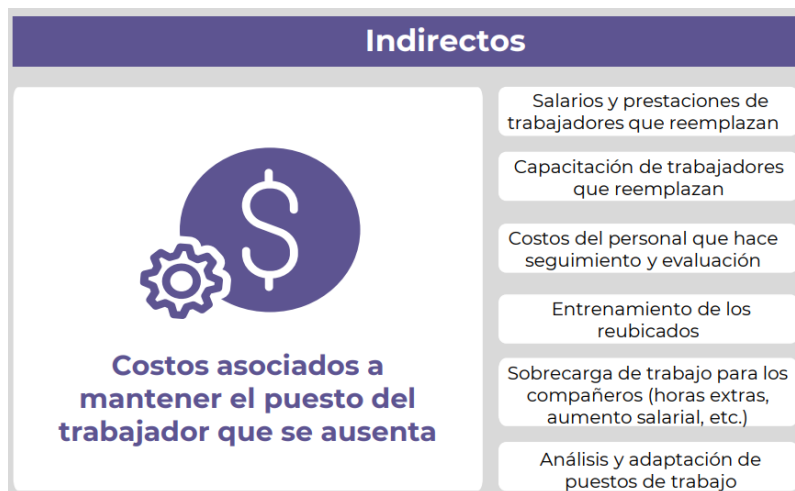 Indirectos
$
Costos asociados a
mantener el puesto del
trabajador que se ausenta
Salarios y prestaciones de
trabajadores que reemplazan
Capacitación de trabajadores
que reemplazan
Costos del personal que hace
seguimiento y evaluación
Entrenamiento de los
reubicados
Sobrecarga de trabajo para los
compañeros (horas extras,
aumento salarial, etc.)
Análisis y adaptación de
puestos de trabajo